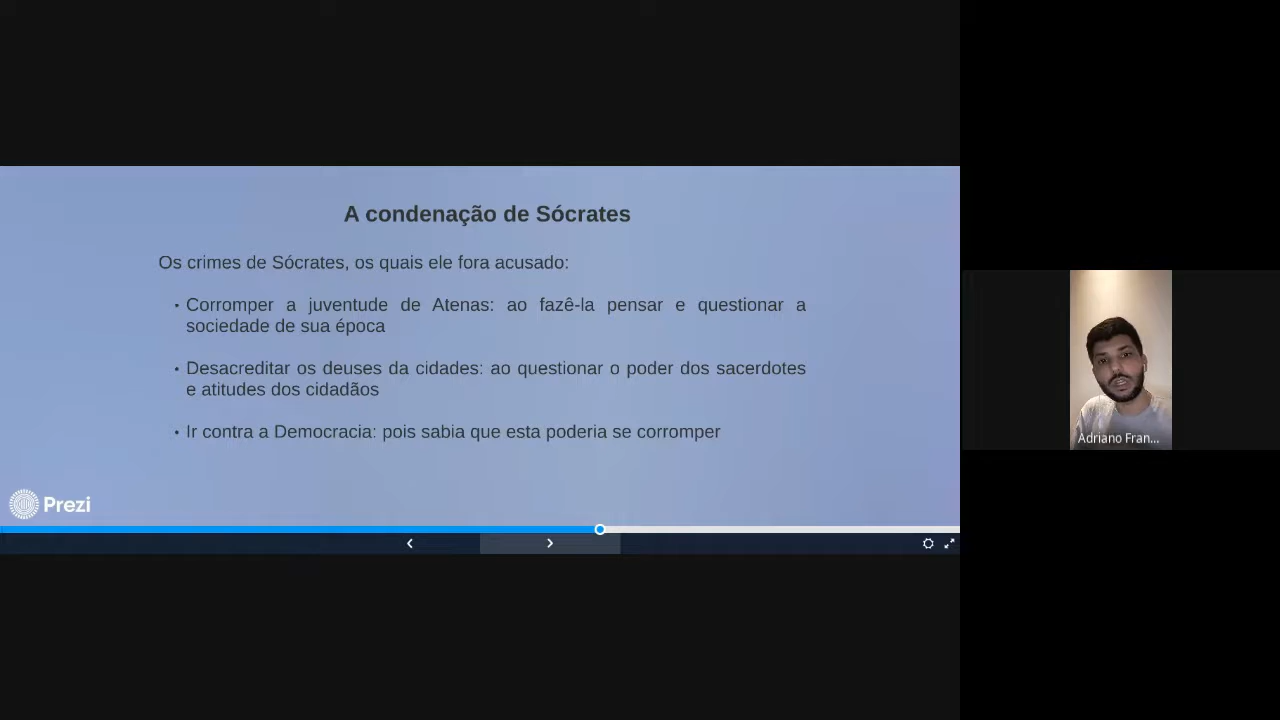 A condenação de Sócrates
Os crimes de Sócrates, os quais ele fora acusado:
• Corromper a juventude de Atenas: ao fazê-la pensar e questionar a
sociedade de sua época
• Desacreditar os deuses da cidades: ao questionar o poder dos sacerdotes
e atitudes dos cidadãos
• Ir contra a Democracia: pois sabia que esta poderia se corromper
Prezi
Adriano Fran...